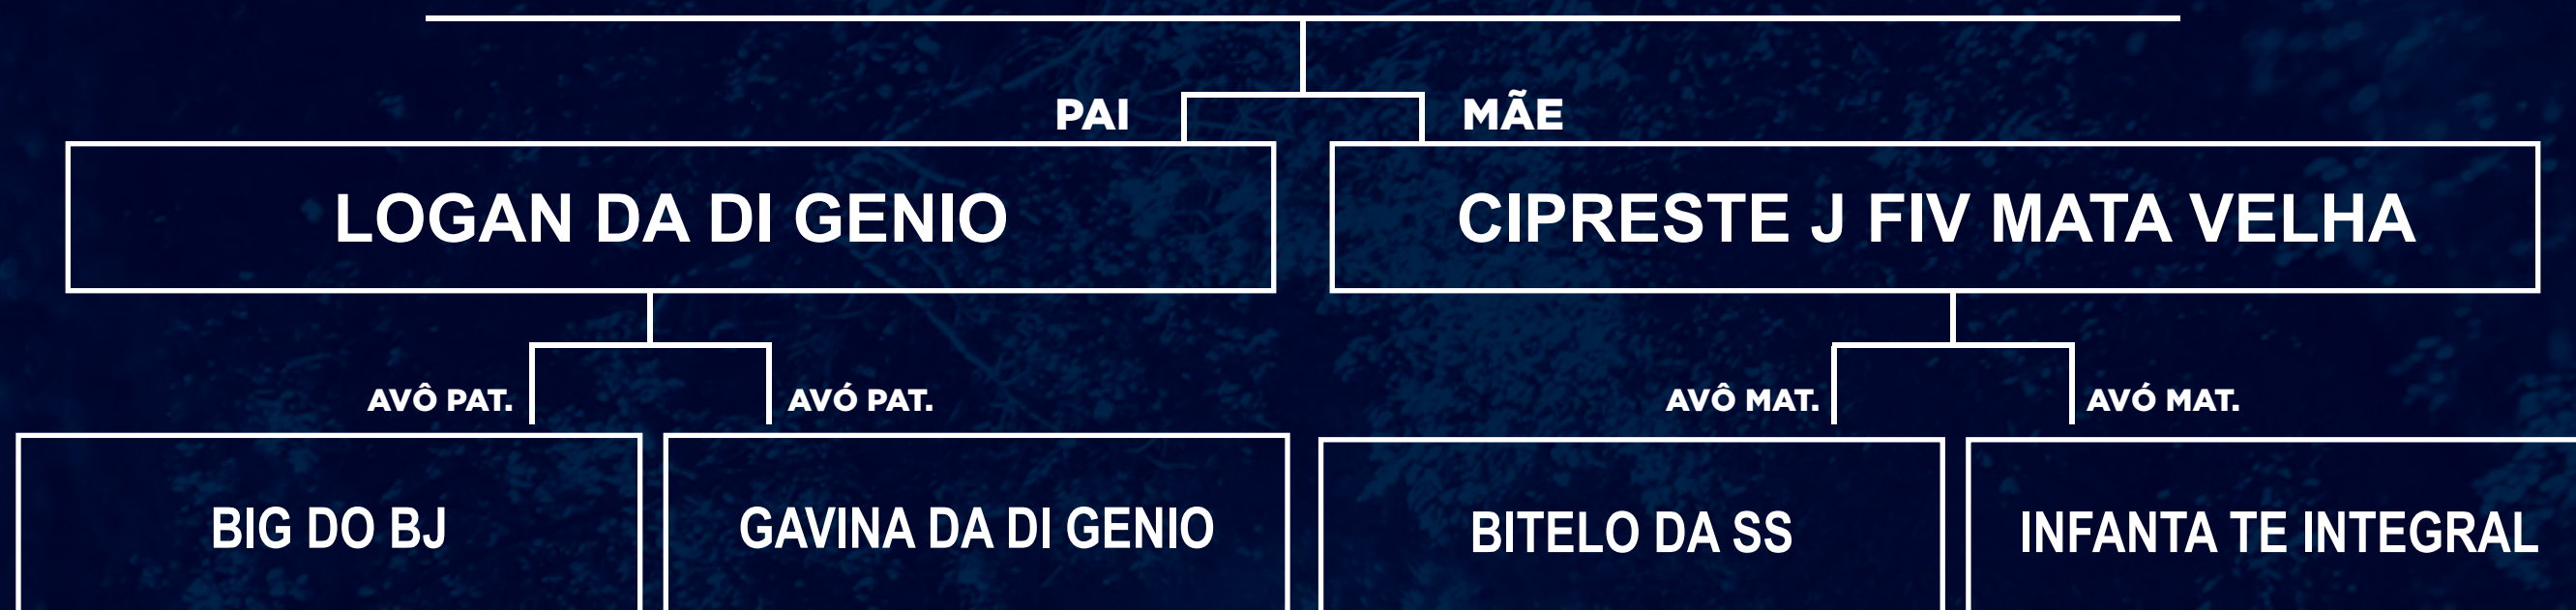 PAI
MÃE
LOGAN DA DI GENIO
CIPRESTE J FIV MATA VELHA
AVÔ PAT.
AVÓ PAT.
AVÔ MAT.
AVÓ MAT.
BIG DO BJ
GAVINA DA DI GENIO
BITELO DA SS
INFANTA TE INTEGRAL